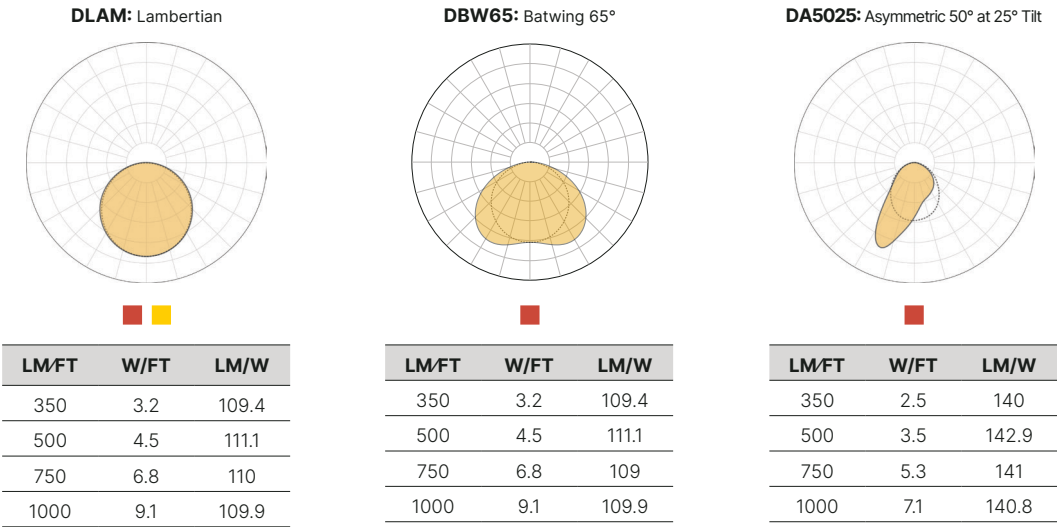 DLAM: Lambertian
LM/FT W/FT LM/W
350 3.2 109.4
500 4.5 111.1
750 6.8 110
1000 9.1 109.9
DBW65: Batwing 65°
LM/FT W/FT LM/W
350 3.2 109.4
500 4.5 111.1
750 6.8 109
1000 9.1 109.9
DA5025: Asymmetric 50° at 25° Tilt
LM/FT W/FT LM/W
350 2.5 140
500 3.5 142.9
750 5.3 141
1000 7.1 140.8